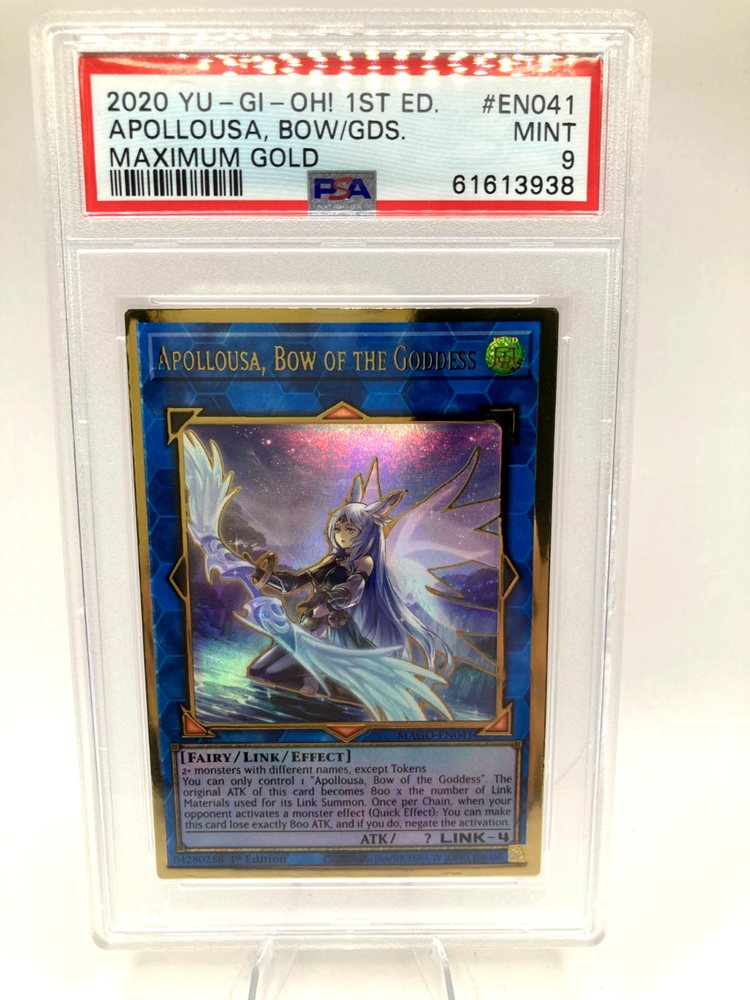 2020 YU-GI-OH! 1ST ED. #EN041
APOLLOUSA, BOW/GDS. MINT
MAXIMUM GOLD 9
PSA 61613938
APOLLOUSA, BOW OF THE GODDESS
WIND
風
MAGO-EN041
[FAIRY/LINK/EFFECT]
2+ monsters with different names, except Tokens
You can only control 1 "Apollousa, Bow of the Goddess". The
original ATK of this card becomes 800 x the number of Link
Materials used for its Link Summon. Once per Chain, when your
opponent activates a monster effect (Quick Effect): You can make
this card lose exactly 800 ATK, and if you do, negate the activation.
ATK/ ? LINK-4
04280258 1st Edition